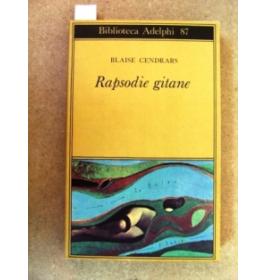 Biblioteca Adelphi 87
BLAISE CENDRARS
Rapsodie gitane